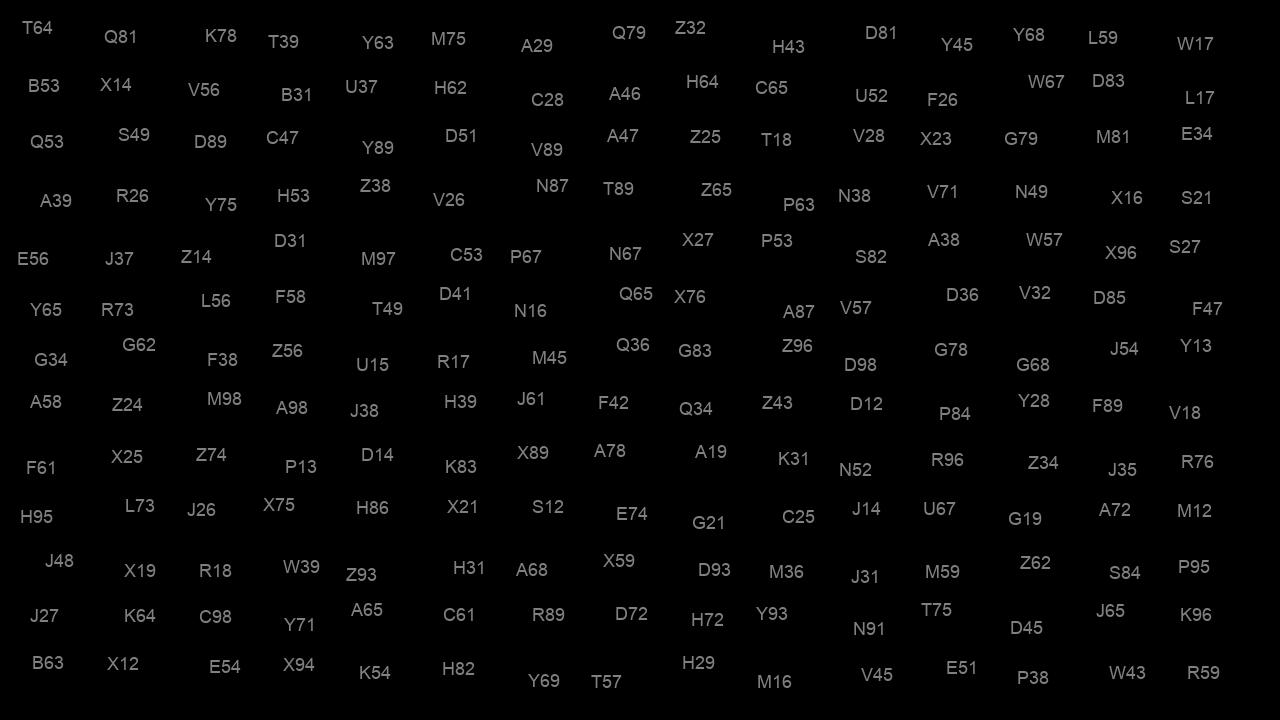 T64 Q81 K78 T39 Y63 M75 A29 Q79 Z32 H43 D81 Y45 Y68 L59 W17
B53 X14 V56 B31 U37 H62 C28 A46 H64 C65 U52 F26 W67 D83 L17
Q53 S49 D89 C47 Y89 D51 V89 A47 Z25 T18 V28 X23 G79 M81 E34
A39 R26 Y75 H53 Z38 V26 N87 T89 Z65 P63 N38 V71 N49 X16 S21
E56 J37 Z14 D31 M97 C53 P67 N67 X27 P53 S82 A38 W57 X96 S27
Y65 R73 L56 F58 T49 D41 N16 Q65 X76 A87 V57 D36 V32 D85 F47
G34 G62 F38 Z56 U15 R17 M45 Q36 G83 Z96 D98 G78 G68 J54 Y13
A58 Z24 M98 A98 J38 H39 J61 F42 Q34 Z43 D12 P84 Y28 F89 V18
F61 X25 Z74 P13 D14 K83 X89 A78 A19 K31 N52 R96 Z34 J35 R76
H95 L73 J26 X75 H86 X21 S12 E74 G21 C25 J14 U67 G19 A72 M12
J48 X19 R18 W39 Z93 H31 A68 X59 D93 M36 J31 M59 Z62 S84 P95
J27 K64 C98 Y71 A65 C61 R89 D72 H72 Y93 N91 T75 D45 J65 K96
B63 X12 E54 X94 K54 H82 Y69 T57 H29 M16 V45 E51 P38 W43 R59